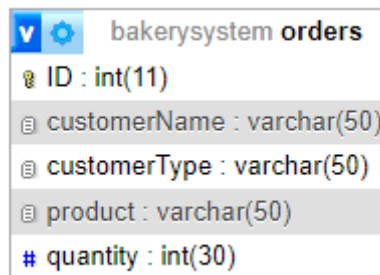 v bakerysystem orders
ID : int(11)
customerName : varchar(50)
customerType : varchar(50)
product : varchar(50)
# quantity : int(30)